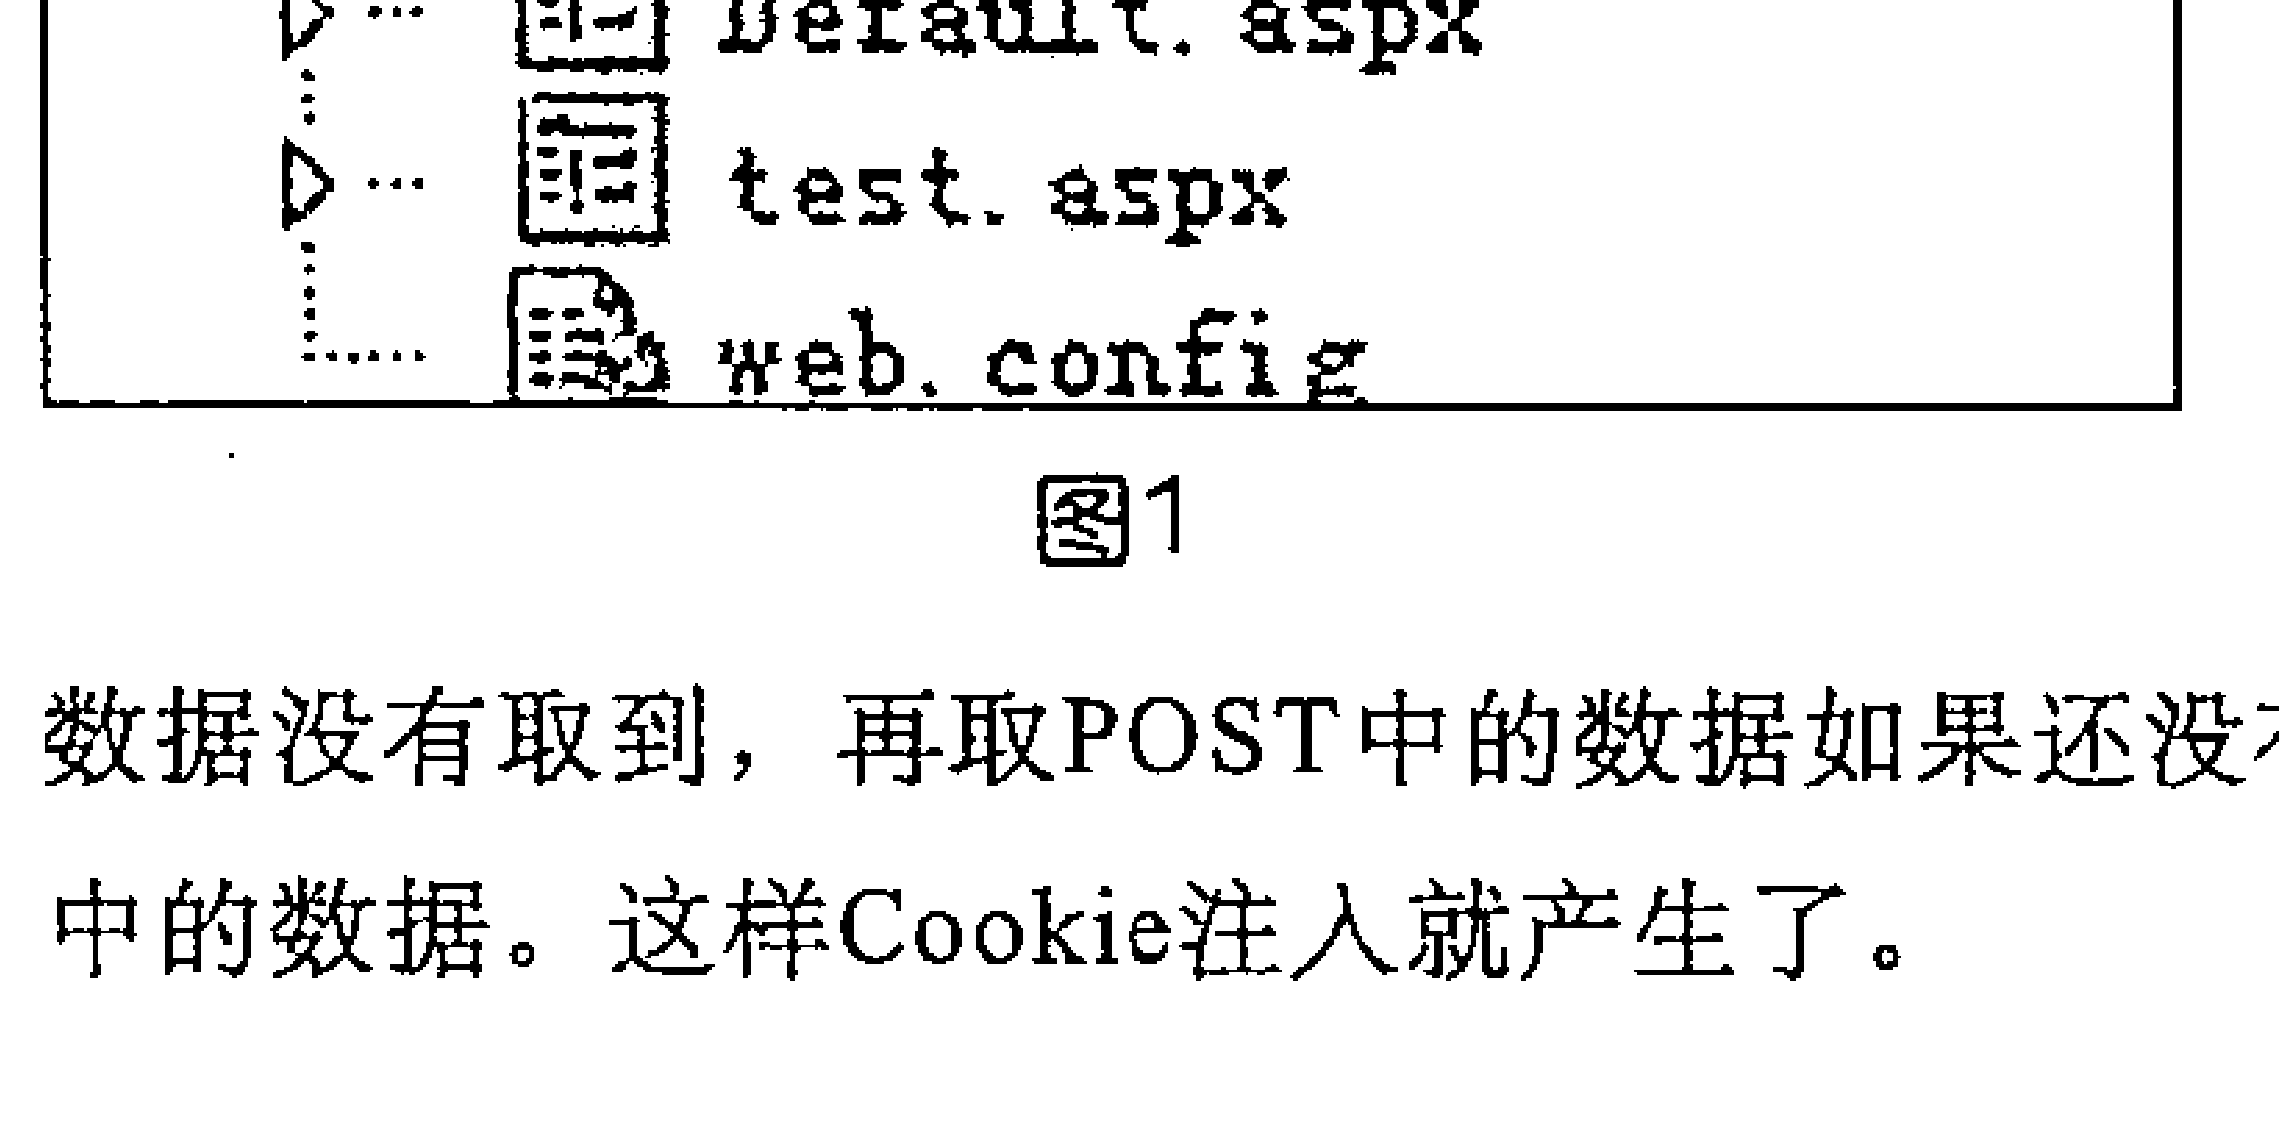 Default.aspx
test.aspx
web.config
图1
数据没有取到，再取POST中的数据如果还没
中的数据。这样Cookie注入就产生了。